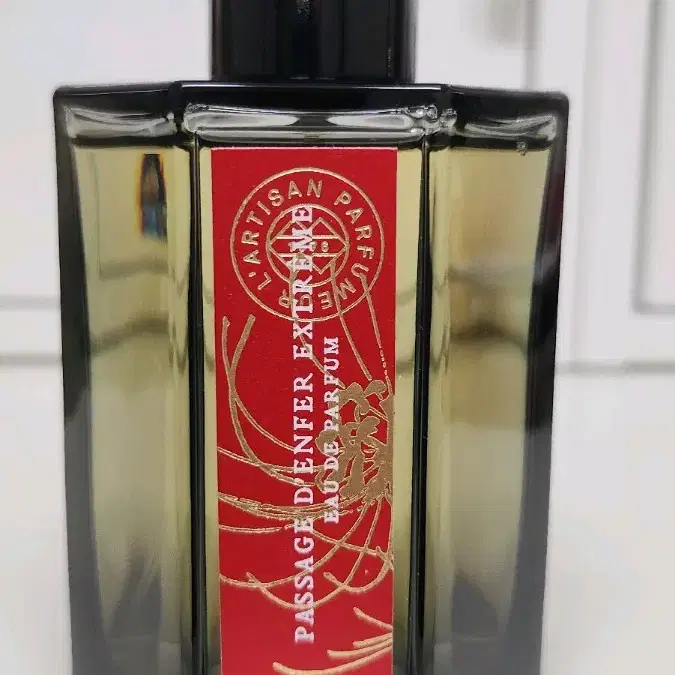 L'ARTISAN PARFUMEUR
PASSAGE D'ENFER EXTREME
EAU DE PARFUM